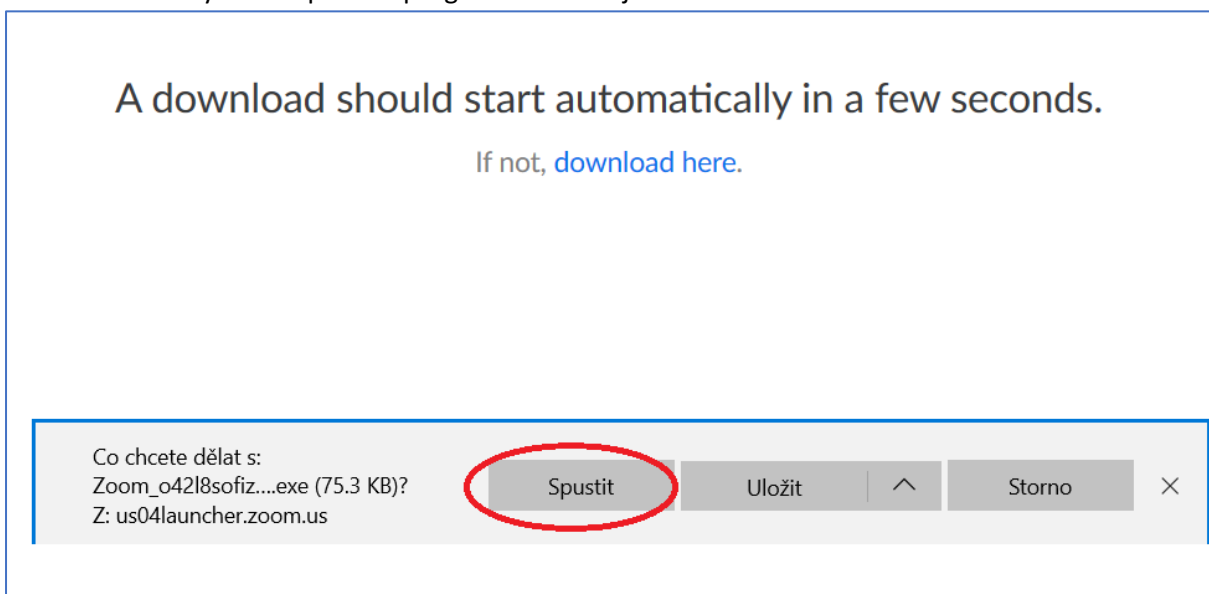 A download should start automatically in a few seconds.
If not, download here.
Co chcete dělat s:
Zoom_o42l8sofiz....exe (75.3 KB)?
Z: us04launcher.zoom.us
Spustit
Uložit
Storno